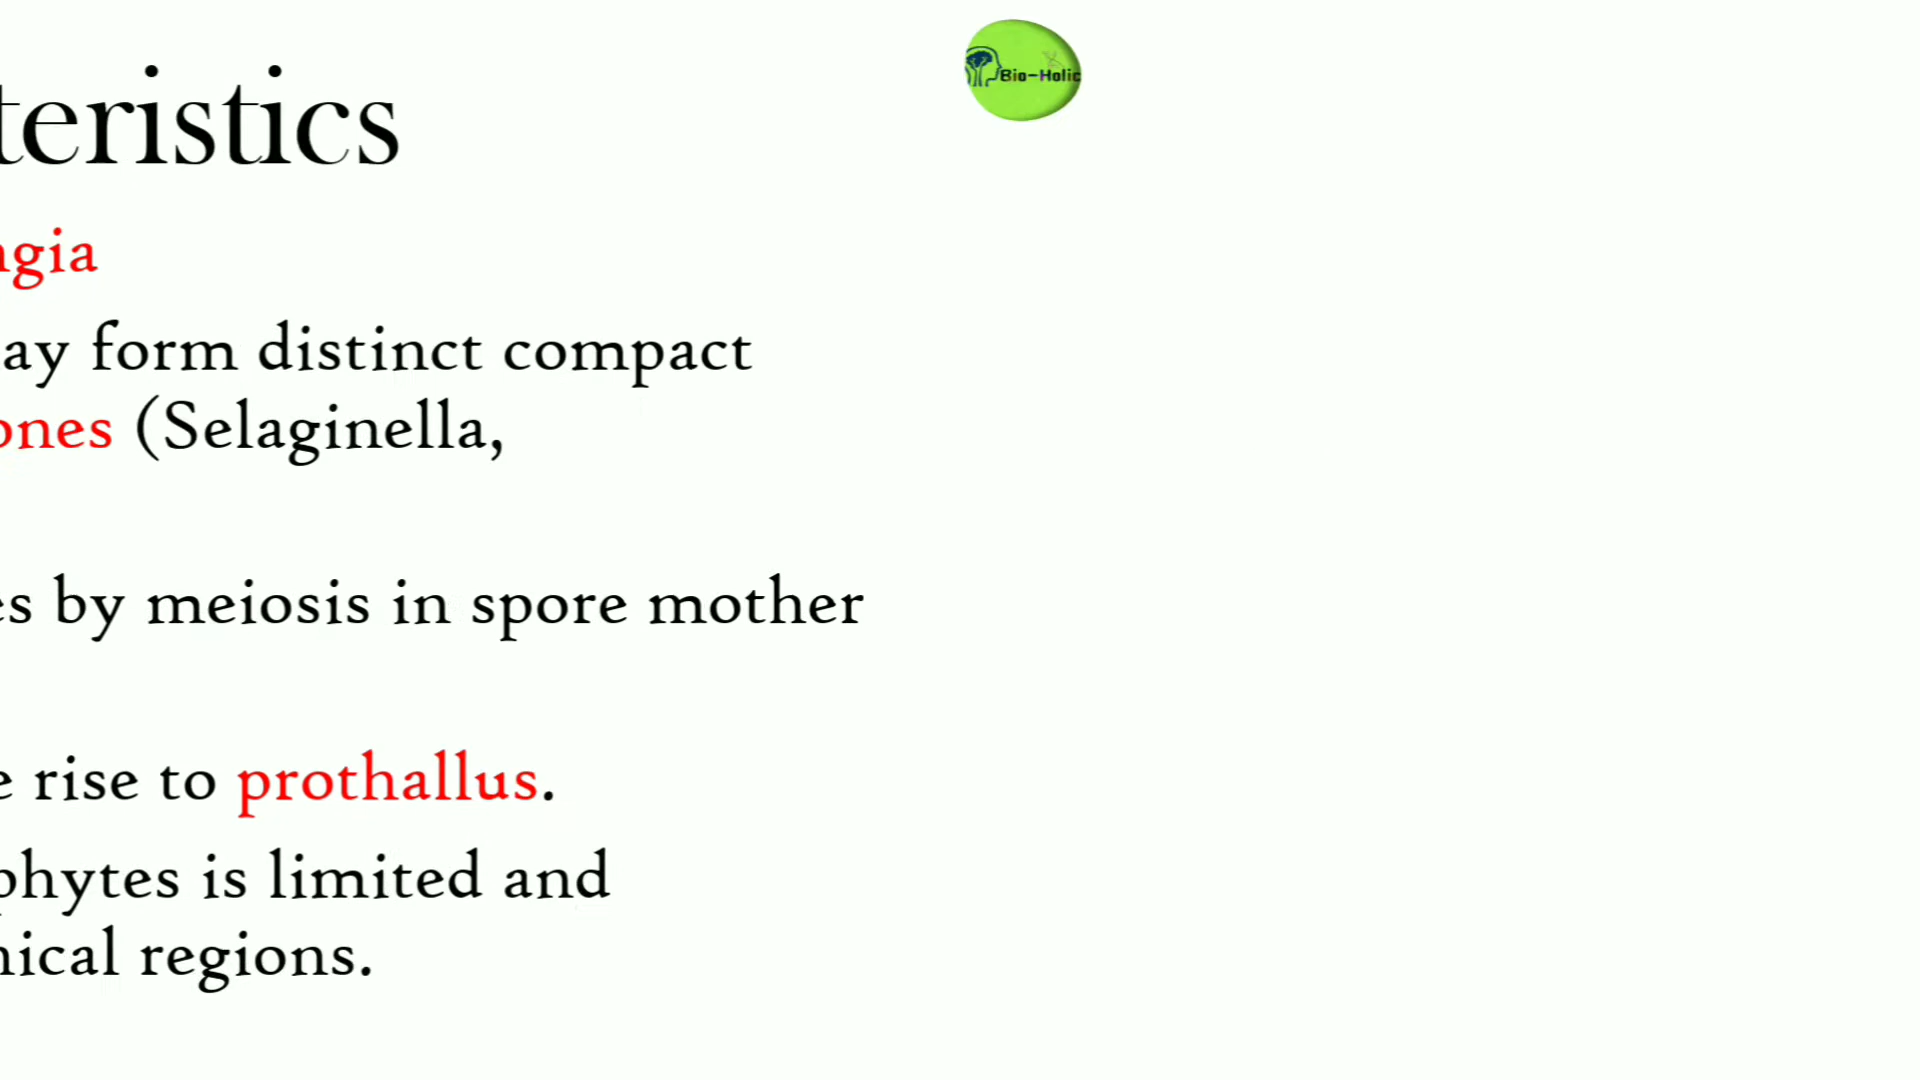 Bio-Holic
teristics
ngia
ay form distinct compact
ones (Selaginella,
es by meiosis in spore mother
e rise to prothallus.
phytes is limited and
nical regions.